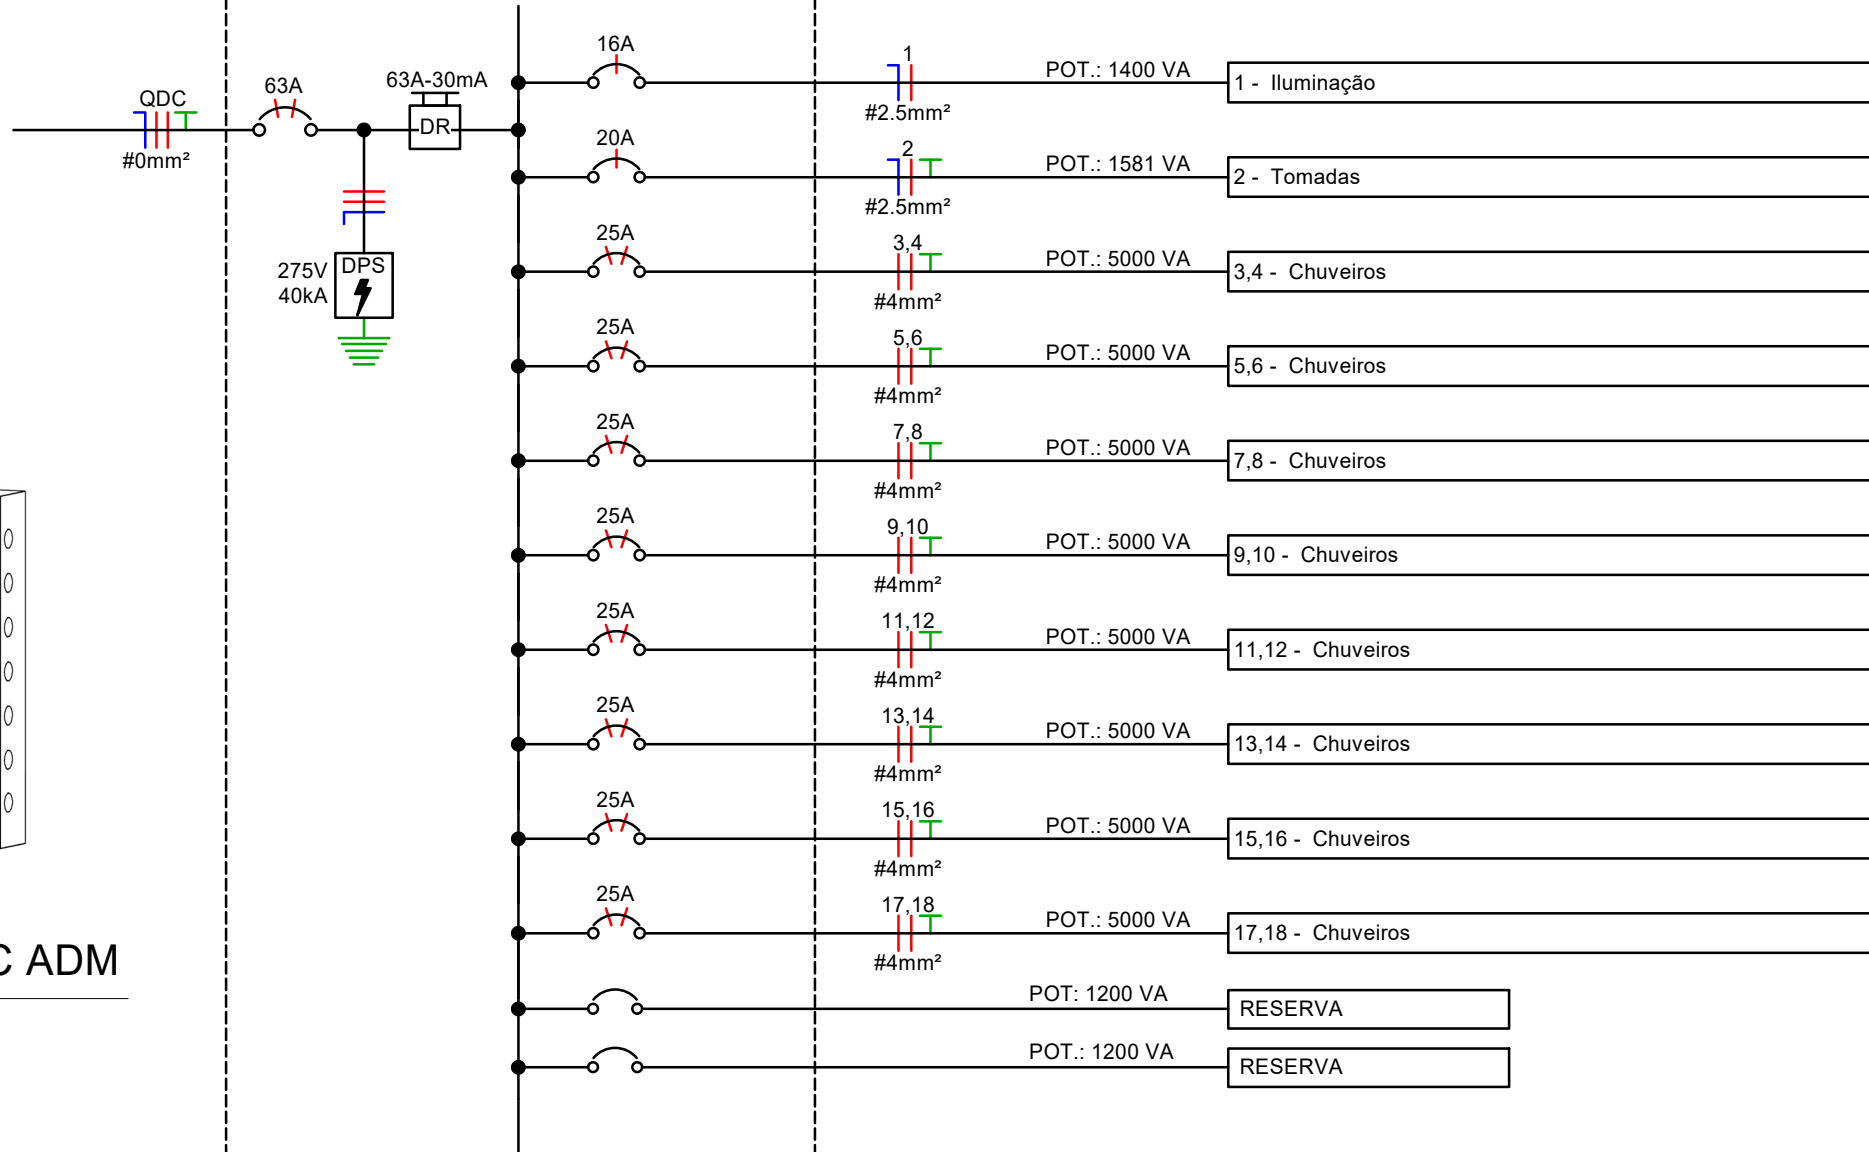 QDC
#0mm²
63A
63A-30mA
DR
DPS
275V
40kA
16A
1
#2.5mm²
POT.: 1400 VA
1 - Iluminação
20A
2
#2.5mm²
POT.: 1581 VA
2 - Tomadas
25A
3,4
#4mm²
POT.: 5000 VA
3,4 - Chuveiros
25A
5,6
#4mm²
POT.: 5000 VA
5,6 - Chuveiros
25A
7,8
#4mm²
POT.: 5000 VA
7,8 - Chuveiros
25A
9,10
#4mm²
POT.: 5000 VA
9,10 - Chuveiros
25A
11,12
#4mm²
POT.: 5000 VA
11,12 - Chuveiros
25A
13,14
#4mm²
POT.: 5000 VA
13,14 - Chuveiros
25A
15,16
#4mm²
POT.: 5000 VA
15,16 - Chuveiros
25A
17,18
#4mm²
POT.: 5000 VA
17,18 - Chuveiros
C ADM
POT: 1200 VA
RESERVA
POT.: 1200 VA
RESERVA